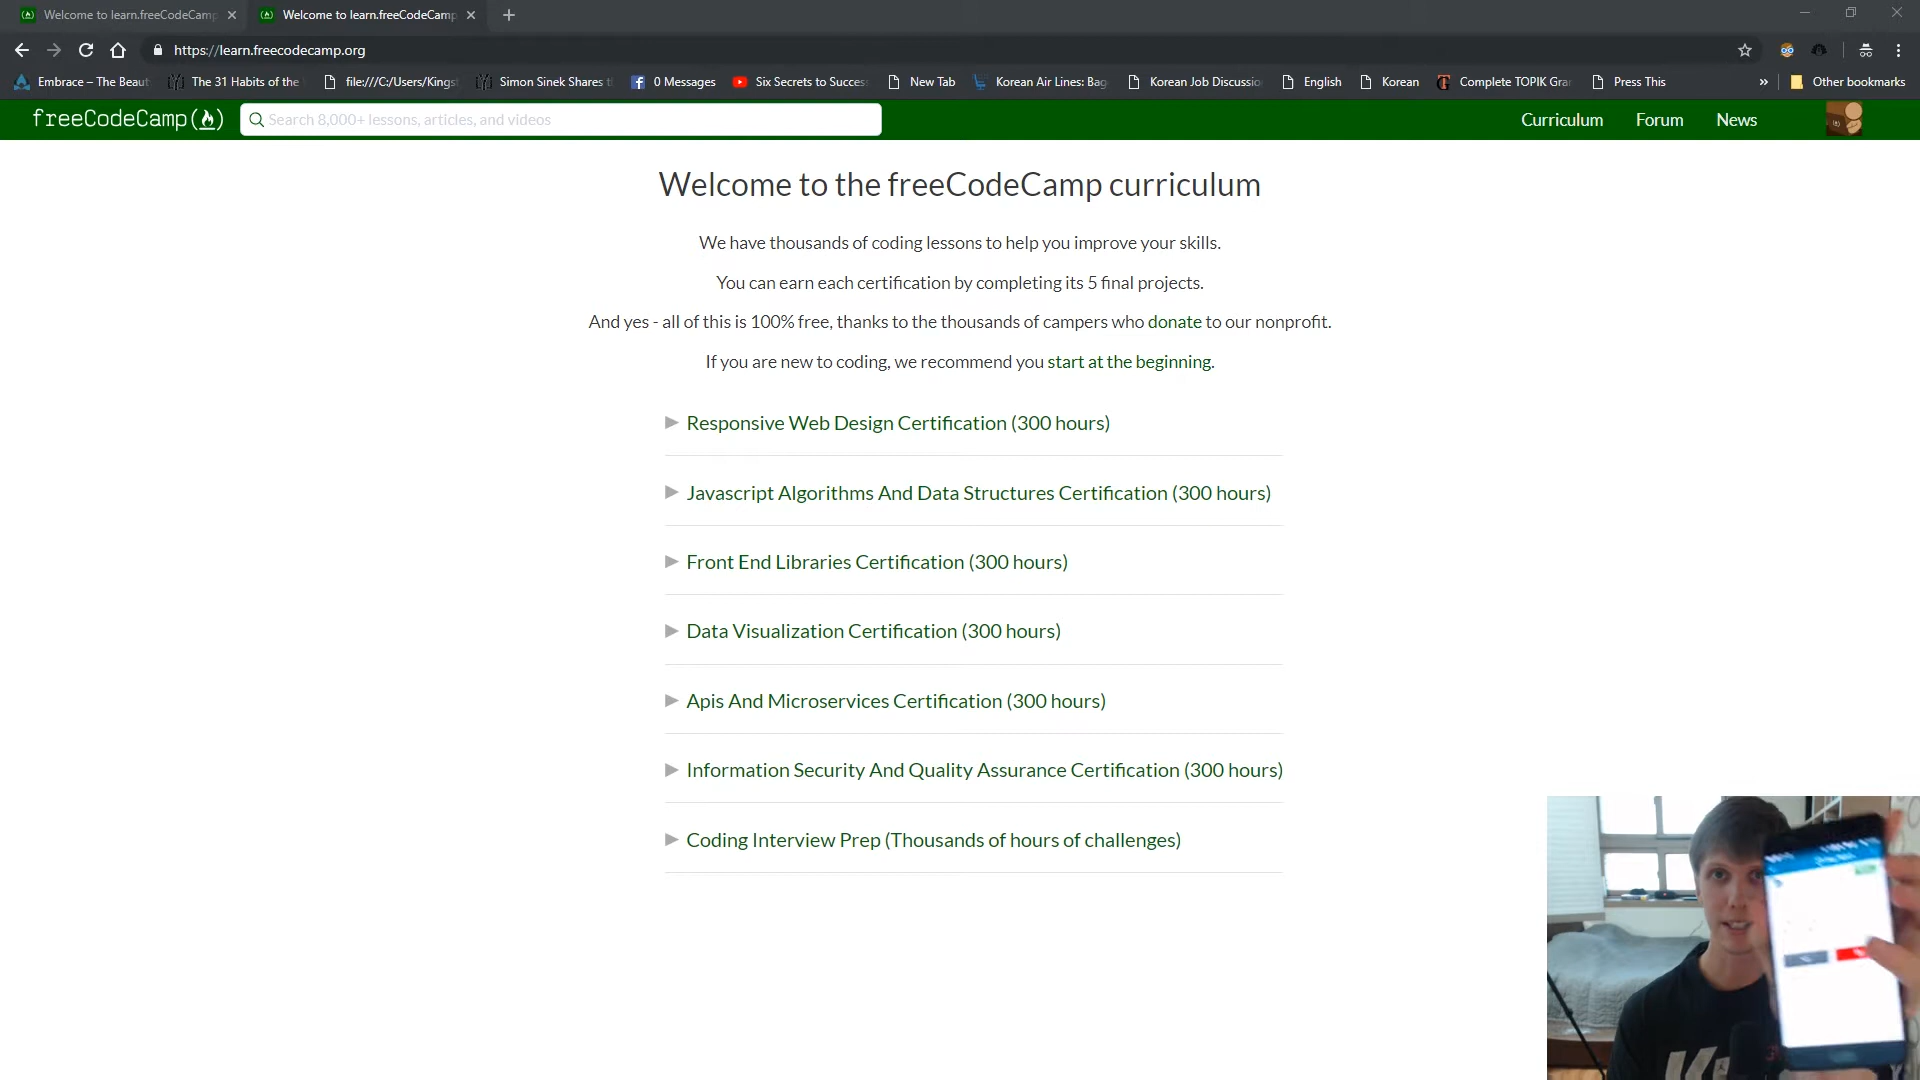 Welcome to learn.freeCodeCamp
Welcome to learn.freeCodeCamp
https://learn.freecodecamp.org
Embrace – The Beaut
The 31 Habits of the
file:///C:/Users/Kings
Simon Sinek Shares t
0 Messages
Six Secrets to Succes
New Tab
Korean Air Lines: Bag
Korean Job Discussio
English
Korean
Complete TOPIK Gra
Press This
»
Other bookmarks
freeCodeCamp
Search 8,000+ lessons, articles, and videos
Curriculum
Forum
News
Welcome to the freeCodeCamp curriculum
We have thousands of coding lessons to help you improve your skills.
You can earn each certification by completing its 5 final projects.
And yes - all of this is 100% free, thanks to the thousands of campers who donate to our nonprofit.
If you are new to coding, we recommend you start at the beginning.
Responsive Web Design Certification (300 hours)
Javascript Algorithms And Data Structures Certification (300 hours)
Front End Libraries Certification (300 hours)
Data Visualization Certification (300 hours)
Apis And Microservices Certification (300 hours)
Information Security And Quality Assurance Certification (300 hours)
Coding Interview Prep (Thousands of hours of challenges)